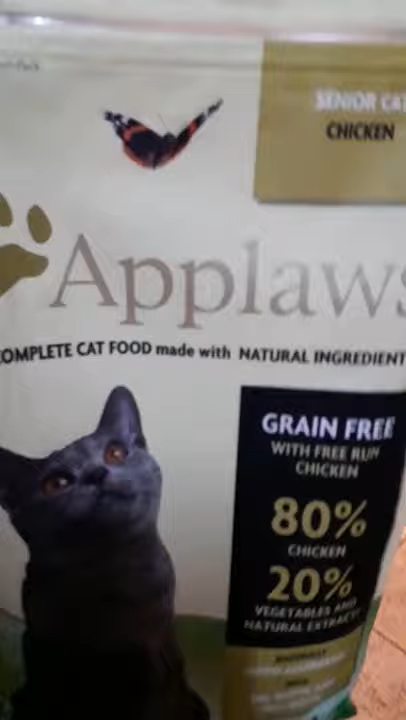 SENIOR CAT
CHICKEN
Applaws
COMPLETE CAT FOOD made with NATURAL INGREDIENT
GRAIN FREE
WITH FREE RUN
CHICKEN
80%
CHICKEN
20%
VEGETABLES AND
NATURAL EXTRACTS